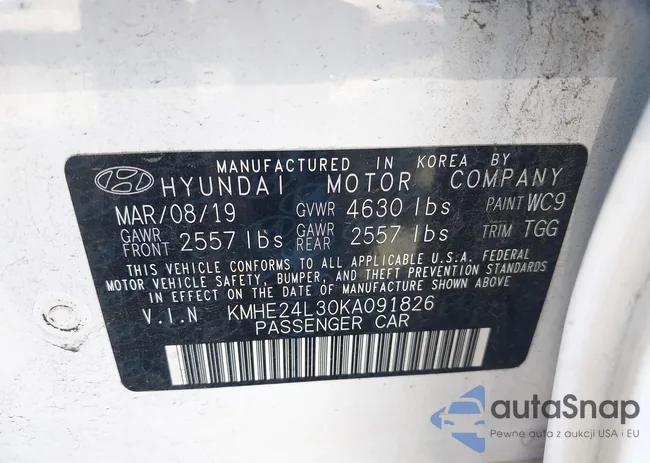 MANUFACTURED IN KOREA BY
HYUNDAI MOTOR COMPANY
MAR/08/19 GVWR 4630 lbs PAINT WC9
GAWR FRONT 2557 lbs GAWR REAR 2557 lbs TRIM TGG
THIS VEHICLE CONFORMS TO ALL APPLICABLE U.S.A. FEDERAL
MOTOR VEHICLE SAFETY, BUMPER, AND THEFT PREVENTION STANDARDS
IN EFFECT ON THE DATE OF MANUFACTURE SHOWN ABOVE.
V.I.N KMHE24L30KA091826
PASSENGER CAR
autaSnap
Pewne auta z aukcji USA i EU